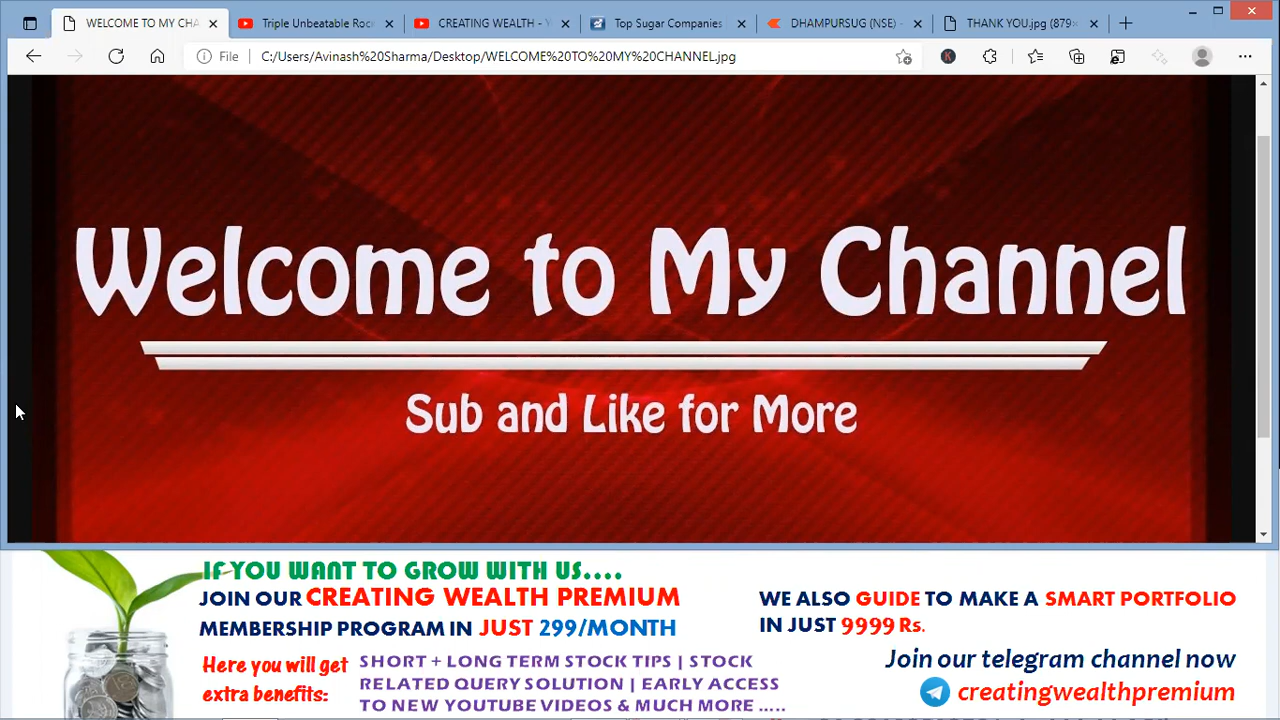 WELCOME TO MY CHA
Triple Unbeatable Roc
CREATING WEALTH - Y
Top Sugar Companies
DHAMPURSUG (NSE) -
THANK YOU.jpg (879×
File C:/Users/Avinash%20Sharma/Desktop/WELCOME%20TO%20MY%20CHANNEL.jpg
Welcome to My Channel
Sub and Like for More
IF YOU WANT TO GROW WITH US....
JOIN OUR CREATING WEALTH PREMIUM
MEMBERSHIP PROGRAM IN JUST 299/MONTH
Here you will get
extra benefits:
SHORT + LONG TERM STOCK TIPS | STOCK
RELATED QUERY SOLUTION | EARLY ACCESS
TO NEW YOUTUBE VIDEOS & MUCH MORE .....
WE ALSO GUIDE TO MAKE A SMART PORTFOLIO
IN JUST 9999 Rs.
Join our telegram channel now
creatingwealthpremium